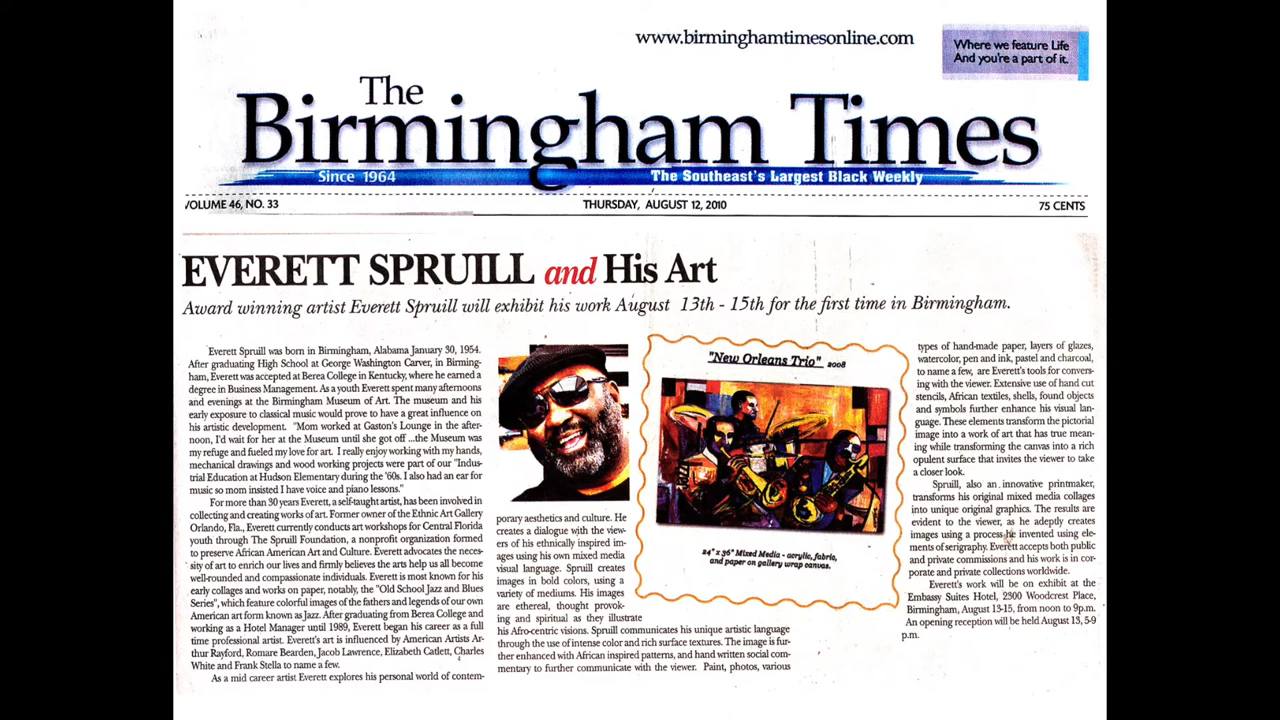 www.birminghamtimesonline.com
Where we feature Life
And you're a part of it.
The
Birmingham Times
Since 1964
The Southeast's Largest Black Weekly
VOLUME 46, NO. 33
THURSDAY, AUGUST 12, 2010
75 CENTS
EVERETT SPRUILL and His Art
Award winning artist Everett Spruill will exhibit his work August 13th - 15th for the first time in Birmingham.
Everett Spruill was born in Birmingham, Alabama January 30, 1954.
After graduating High School at George Washington Carver, in Birming-
ham, Everett was accepted at Berea College in Kentucky, where he earned a
degree in Business Management. As a youth Everett spent many afternoons
and evenings at the Birmingham Museum of Art. The museum and his
early exposure to classical music would prove to have a great influence on
his artistic development. "Mom worked at Gaston's Lounge in the after-
noon, I'd wait for her at the Museum until she got off ...the Museum was
my refuge and fueled my love for art. I really enjoy working with my hands,
mechanical drawings and wood working projects were part of our "Indus-
trial Education at Hudson Elementary during the '60s. I also had an ear for
music so mom insisted I have voice and piano lessons."
For more than 30 years Everett, a self-taught artist, has been involved in
collecting and creating works of art. Former owner of the Ethnic Art Gallery
Orlando, Fla., Everett currently conducts art workshops for Central Florida
youth through The Spruill Foundation, a nonprofit organization formed
to preserve African American Art and Culture. Everett advocates the neces-
sity of art to enrich our lives and firmly believes the arts help us all become
well-rounded and compassionate individuals. Everett is most known for his
early collages and works on paper, notably, the "Old School Jazz and Blues
Series", which feature colorful images of the fathers and legends of our own
American art form known as Jazz. After graduating from Berea College and
working as a Hotel Manager until 1989, Everett began his career as a full
time professional artist. Everett's art is influenced by American Artists Ar-
thur Rayford, Romare Bearden, Jacob Lawrence, Elizabeth Catlett, Charles
White and Frank Stella to name a few.
As a mid career artist Everett explores his personal world of contem-
porary aesthetics and culture. He
creates a dialogue with the view-
ers of his ethnically inspired im-
ages using his own mixed media
visual language. Spruill creates
images in bold colors, using a
variety of mediums. His images
are ethereal, thought provok-
ing and spiritual as they illustrate
his Afro-centric visions. Spruill communicates his unique artistic language
through the use of intense color and rich surface textures. The image is fur-
ther enhanced with African inspired patterns, and hand written social com-
mentary to further communicate with the viewer. Paint, photos, various
"New Orleans Trio" 2008
24" x 36" Mixed Media - acrylic, fabric,
and paper on gallery wrap canvas.
types of hand-made paper, layers of glazes,
watercolor, pen and ink, pastel and charcoal,
to name a few, are Everett's tools for convers-
ing with the viewer. Extensive use of hand cut
stencils, African textiles, shells, found objects
and symbols further enhance his visual lan-
guage. These elements transform the pictorial
image into a work of art that has true mean-
ing while transforming the canvas into a rich
opulent surface that invites the viewer to take
a closer look.
Spruill, also an innovative printmaker,
transforms his original mixed media collages
into unique original graphics. The results are
evident to the viewer, as he adeptly creates
images using a process he invented using ele-
ments of serigraphy. Everett accepts both public
and private commissions and his work is in cor-
porate and private collections worldwide.
Everett's work will be on exhibit at the
Embassy Suites Hotel, 2300 Woodcrest Place,
Birmingham, August 13-15, from noon to 9p.m.
An opening reception will be held August 13, 5-9
p.m.